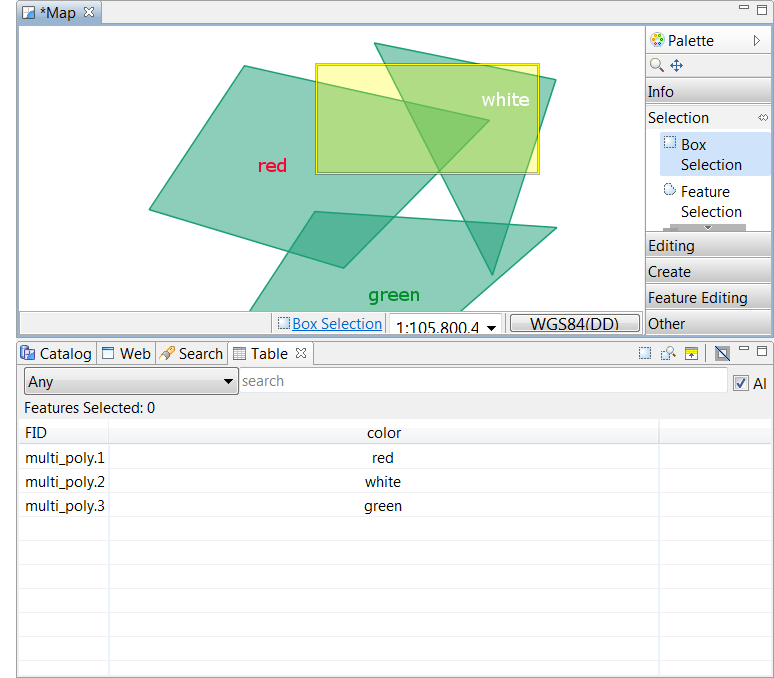 *Map
Palette
Info
Selection
Box
Selection
Feature
Selection
Editing
Create
Feature Editing
Other
white
red
green
Box Selection
1:105,800,4
WGS84(DD)
Catalog
Web
Search
Table
Any
search
Al
Features Selected: 0
FID color
multi_poly.1 red
multi_poly.2 white
multi_poly.3 green